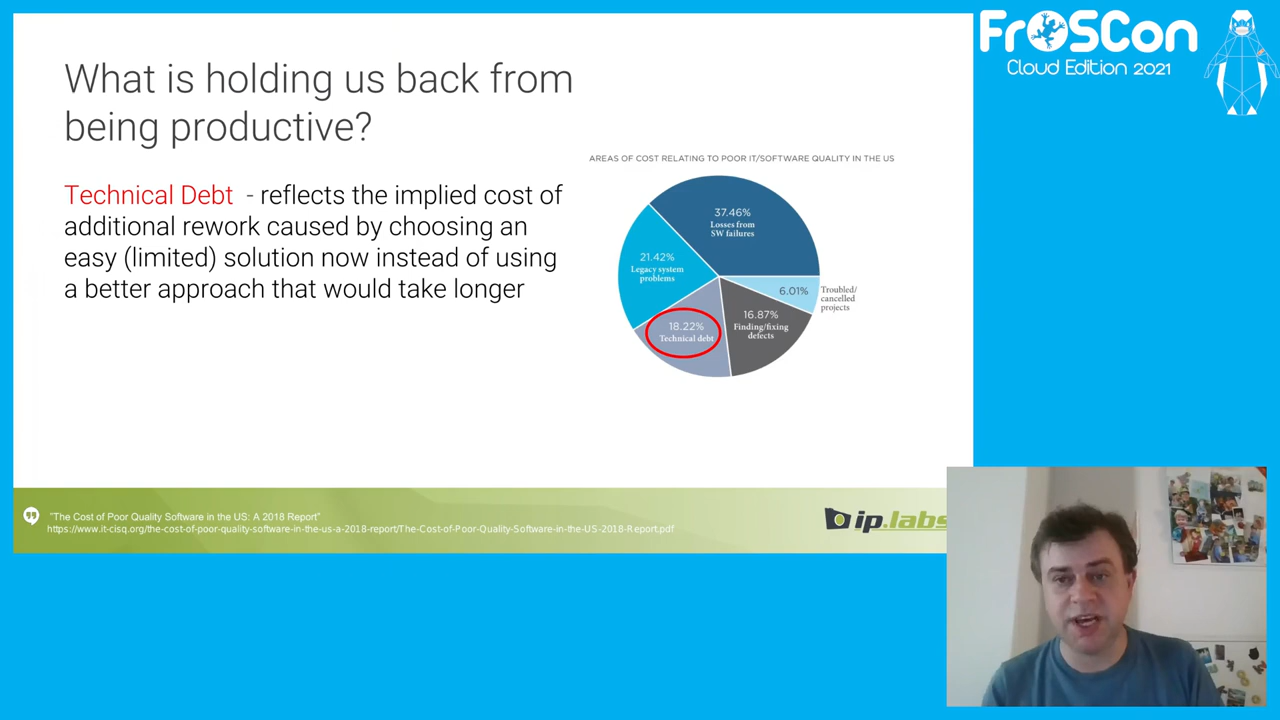 FrOSCon
Cloud Edition 2021
What is holding us back from
being productive?
Technical Debt - reflects the implied cost of
additional rework caused by choosing an
easy (limited) solution now instead of using
a better approach that would take longer
AREAS OF COST RELATING TO POOR IT/SOFTWARE QUALITY IN THE US
37.46%
Losses from
SW failures
21.42%
Legacy system
problems
6.01%
Troubled/
cancelled
projects
18.22%
Technical debt
16.87%
Finding/fixing
defects
"The Cost of Poor Quality Software in the US: A 2018 Report"
https://www.it-cisq.org/the-cost-of-poor-quality-software-in-the-us-a-2018-report/The-Cost-of-Poor-Quality-Software-in-the-US-2018-Report.pdf
ip.labs